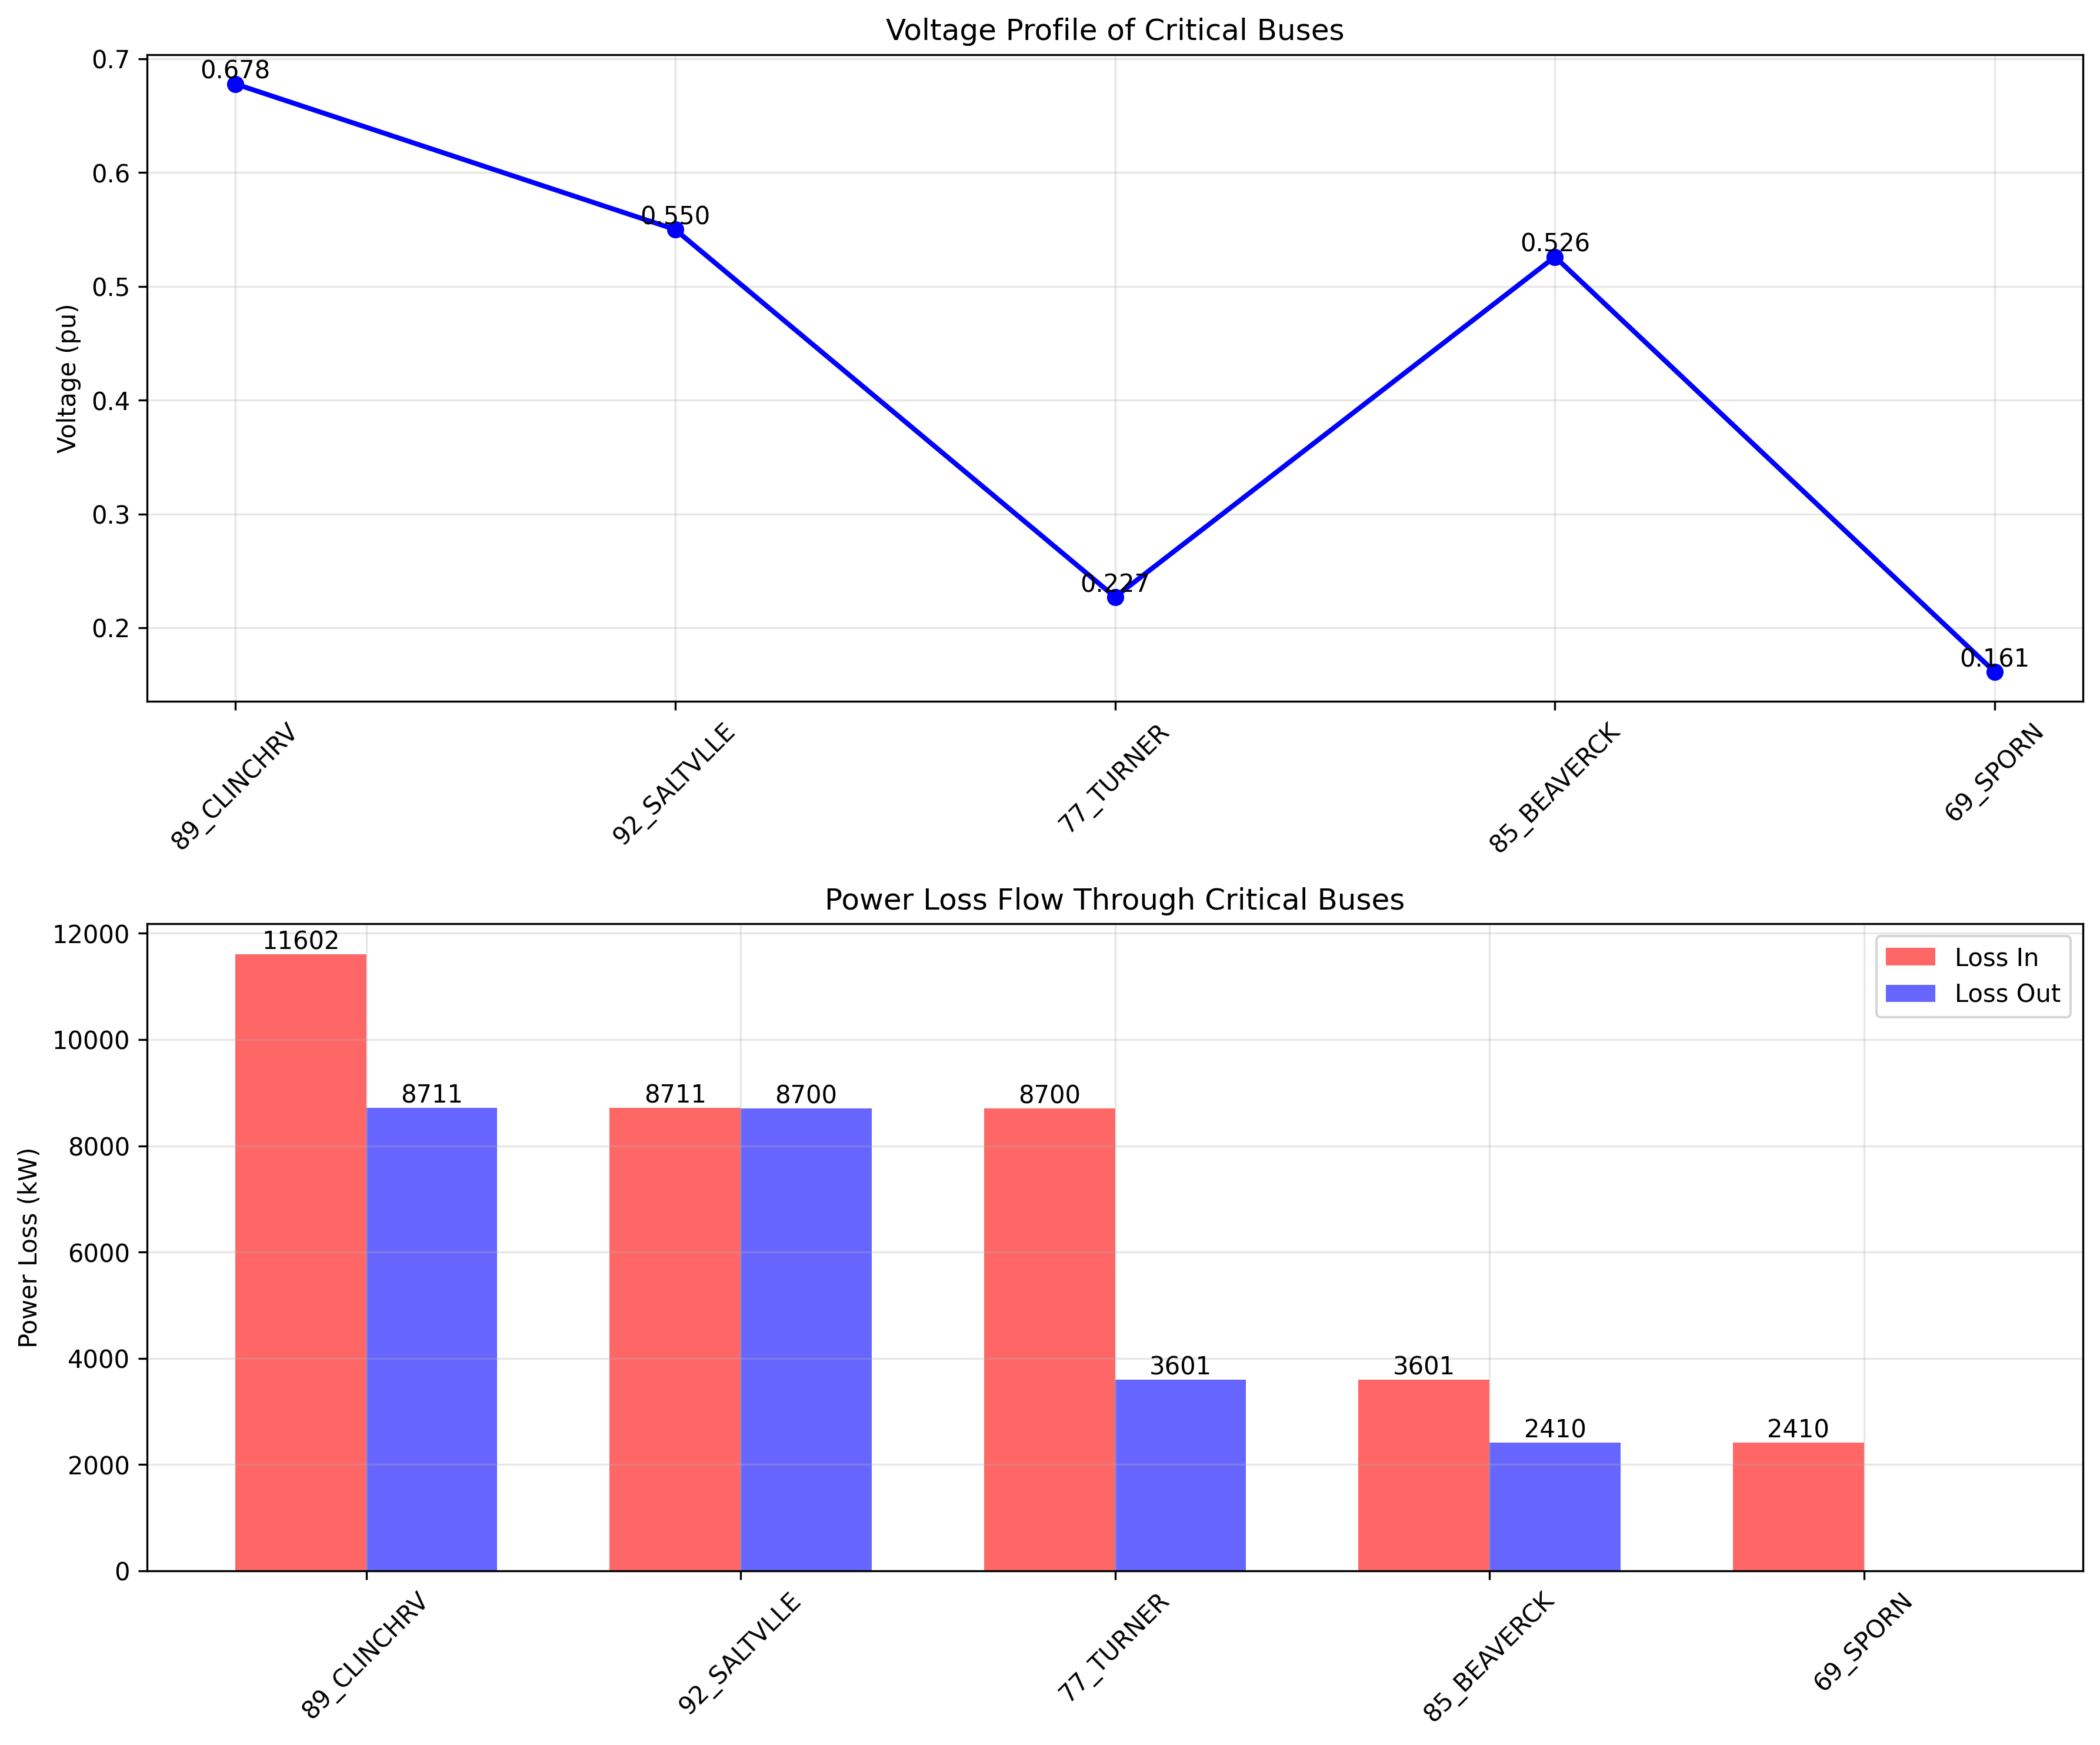 Voltage Profile of Critical Buses
Voltage (pu)
0.7
0.6
0.5
0.4
0.3
0.2
0.678
0.550
0.227
0.526
0.161
89_CLINCHRV
92_SALTVLLE
77_TURNER
85_BEAVERCK
69_SPORN
Power Loss Flow Through Critical Buses
Power Loss (kW)
12000
10000
8000
6000
4000
2000
0
11602
8711
8711
8700
8700
3601
3601
2410
2410
Loss In
Loss Out
89_CLINCHRV
92_SALTVLLE
77_TURNER
85_BEAVERCK
69_SPORN